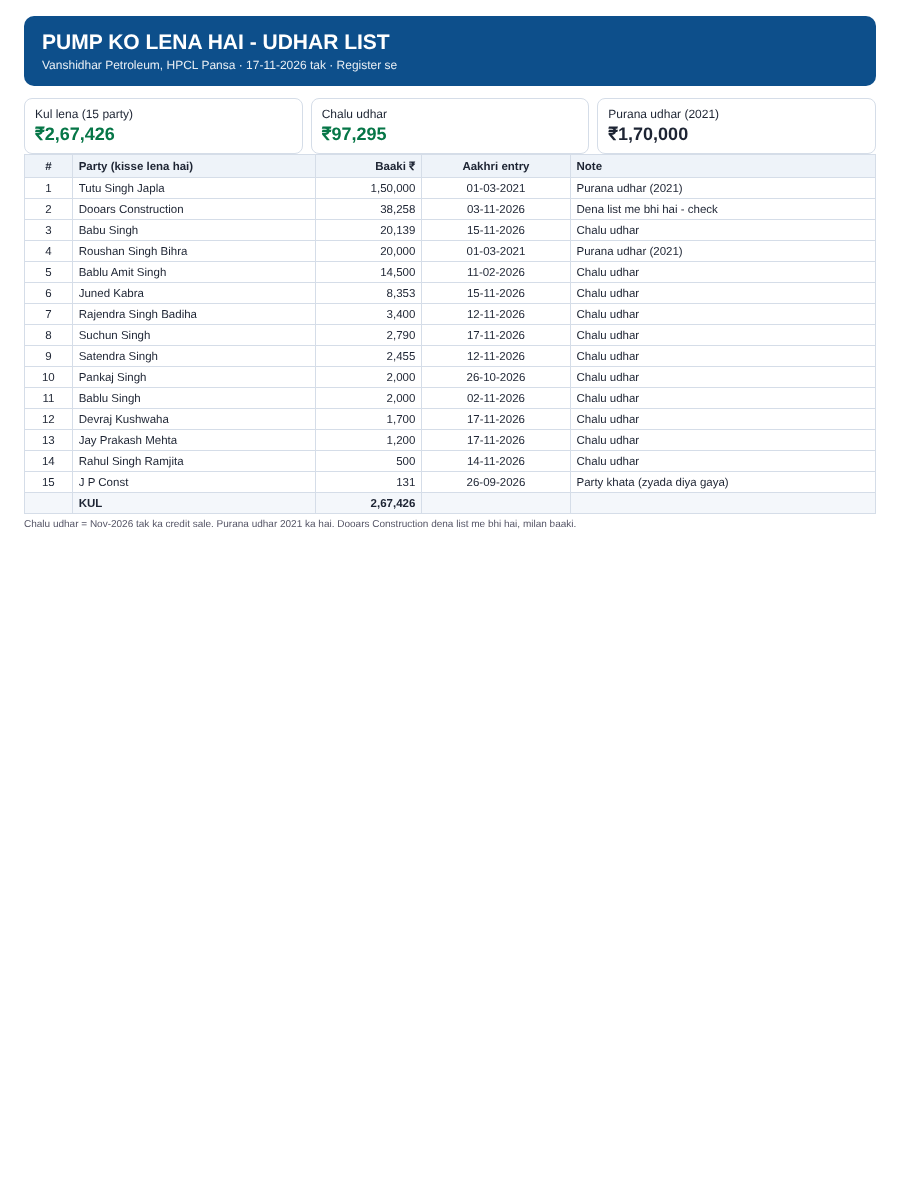 PUMP KO LENA HAI - UDHAR LIST
Vanshidhar Petroleum, HPCL Pansa · 17-11-2026 tak · Register se
Kul lena (15 party) Chalu udhar Purana udhar (2021)
₹2,67,426 ₹97,295 ₹1,70,000
# Party (kisse lena hai) Baaki ₹ Aakhri entry Note
1 Tutu Singh Japla 1,50,000 01-03-2021 Purana udhar (2021)
2 Dooars Construction 38,258 03-11-2026 Dena list me bhi hai - check
3 Babu Singh 20,139 15-11-2026 Chalu udhar
4 Roushan Singh Bihra 20,000 01-03-2021 Purana udhar (2021)
5 Bablu Amit Singh 14,500 11-02-2026 Chalu udhar
6 Juned Kabra 8,353 15-11-2026 Chalu udhar
7 Rajendra Singh Badiha 3,400 12-11-2026 Chalu udhar
8 Suchun Singh 2,790 17-11-2026 Chalu udhar
9 Satendra Singh 2,455 12-11-2026 Chalu udhar
10 Pankaj Singh 2,000 26-10-2026 Chalu udhar
11 Bablu Singh 2,000 02-11-2026 Chalu udhar
12 Devraj Kushwaha 1,700 17-11-2026 Chalu udhar
13 Jay Prakash Mehta 1,200 17-11-2026 Chalu udhar
14 Rahul Singh Ramjita 500 14-11-2026 Chalu udhar
15 J P Const 131 26-09-2026 Party khata (zyada diya gaya)
KUL 2,67,426
Chalu udhar = Nov-2026 tak ka credit sale. Purana udhar 2021 ka hai. Dooars Construction dena list me bhi hai, milan baaki.